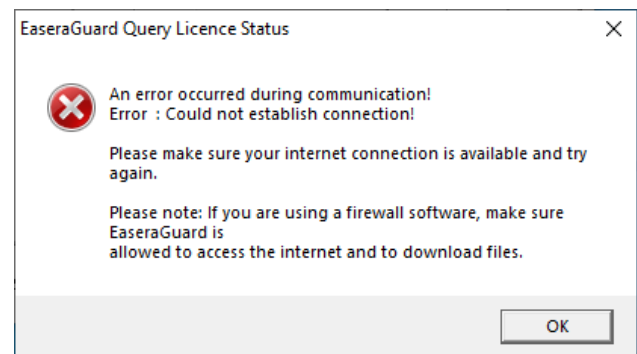 EaseraGuard Query Licence Status
An error occurred during communication!
Error : Could not establish connection!
Please make sure your internet connection is available and try
again.
Please note: If you are using a firewall software, make sure
EaseraGuard is
allowed to access the internet and to download files.
OK